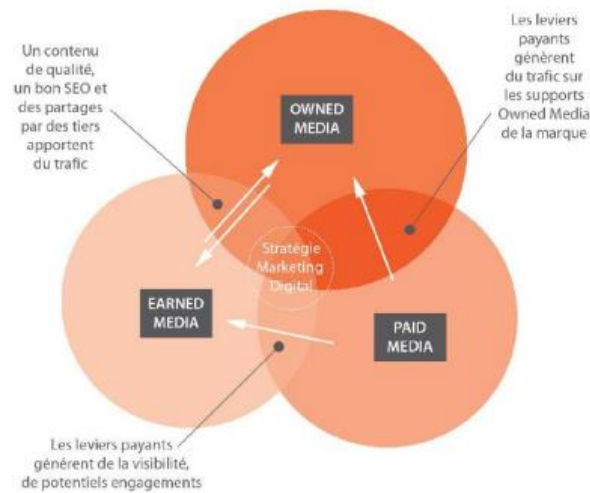 Un contenu
de qualité,
un bon SEO et
des partages
par des tiers
apportent
du trafic
Les leviers
payants
génèrent
du trafic sur
les supports
Owned Media
de la marque
OWNED
MEDIA
Stratégie
Marketing
Digital
EARNED
MEDIA
PAID
MEDIA
Les leviers payants
génèrent de la visibilité,
de potentiels engagements